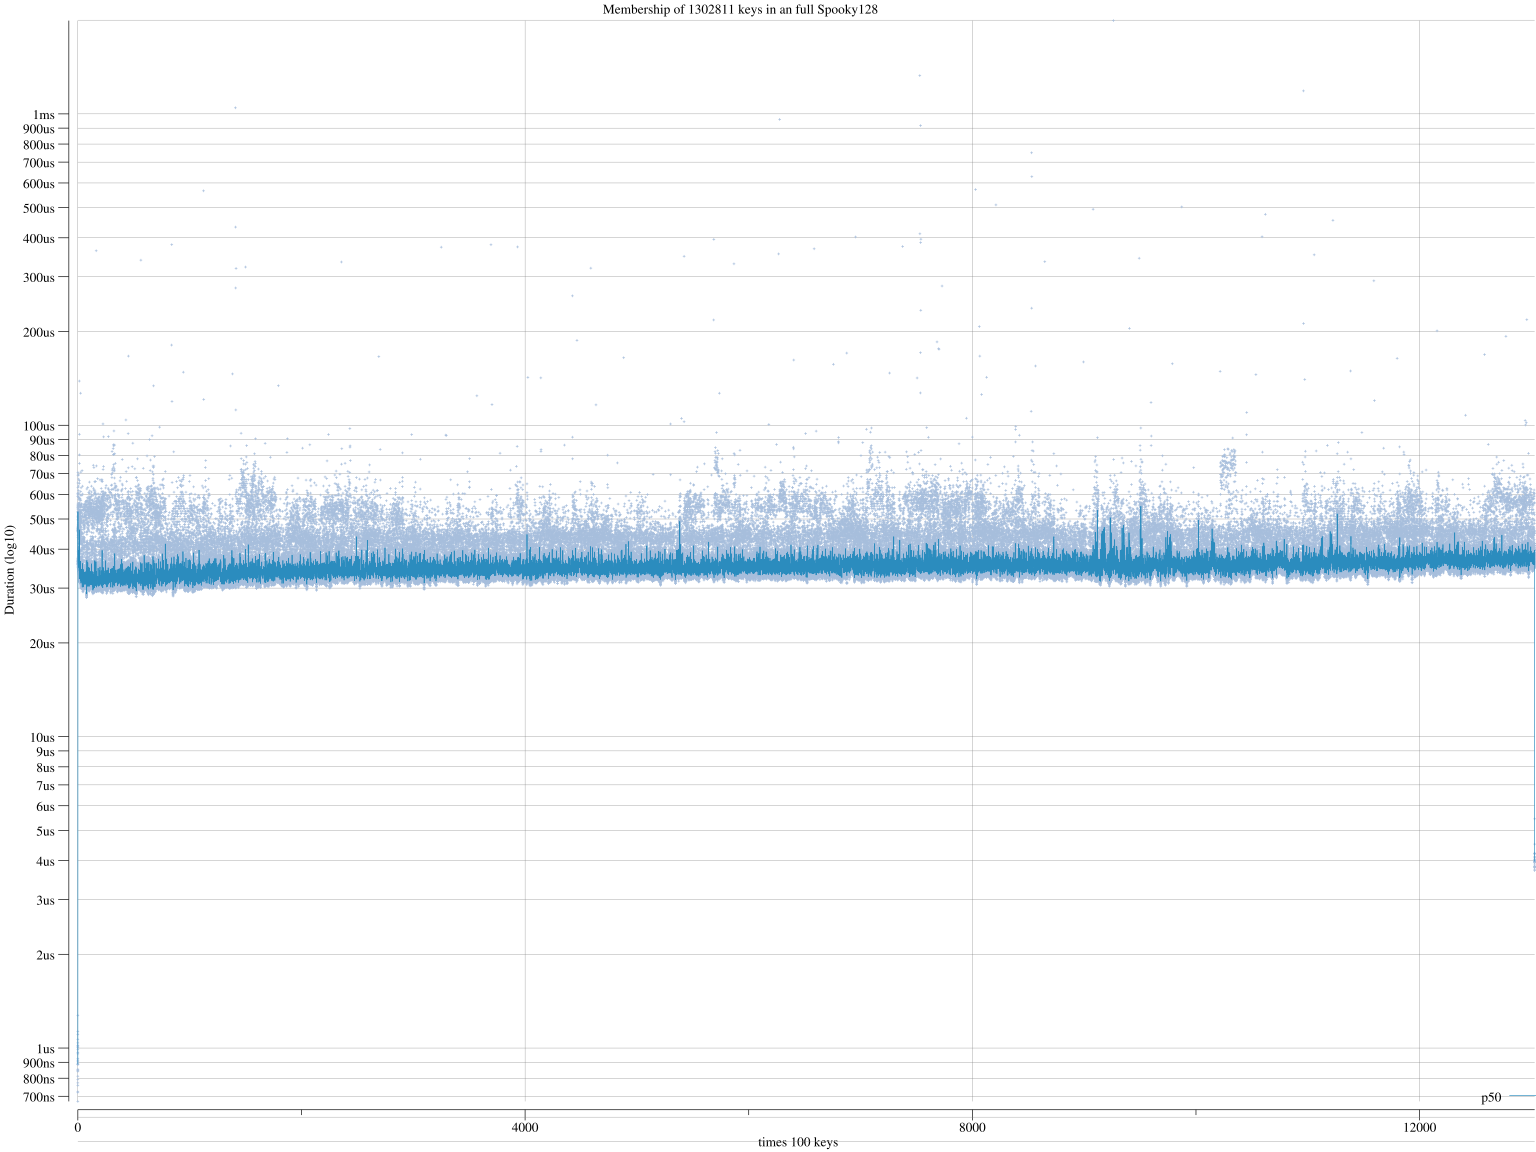 Membership of 1302811 keys in an full Spooky128
1ms
900us
800us
700us
600us
500us
400us
300us
200us
100us
90us
80us
70us
60us
50us
40us
30us
20us
10us
9us
8us
7us
6us
5us
4us
3us
2us
1us
900ns
800ns
700ns
Duration (log10)
p50
0
4000
8000
12000
times 100 keys